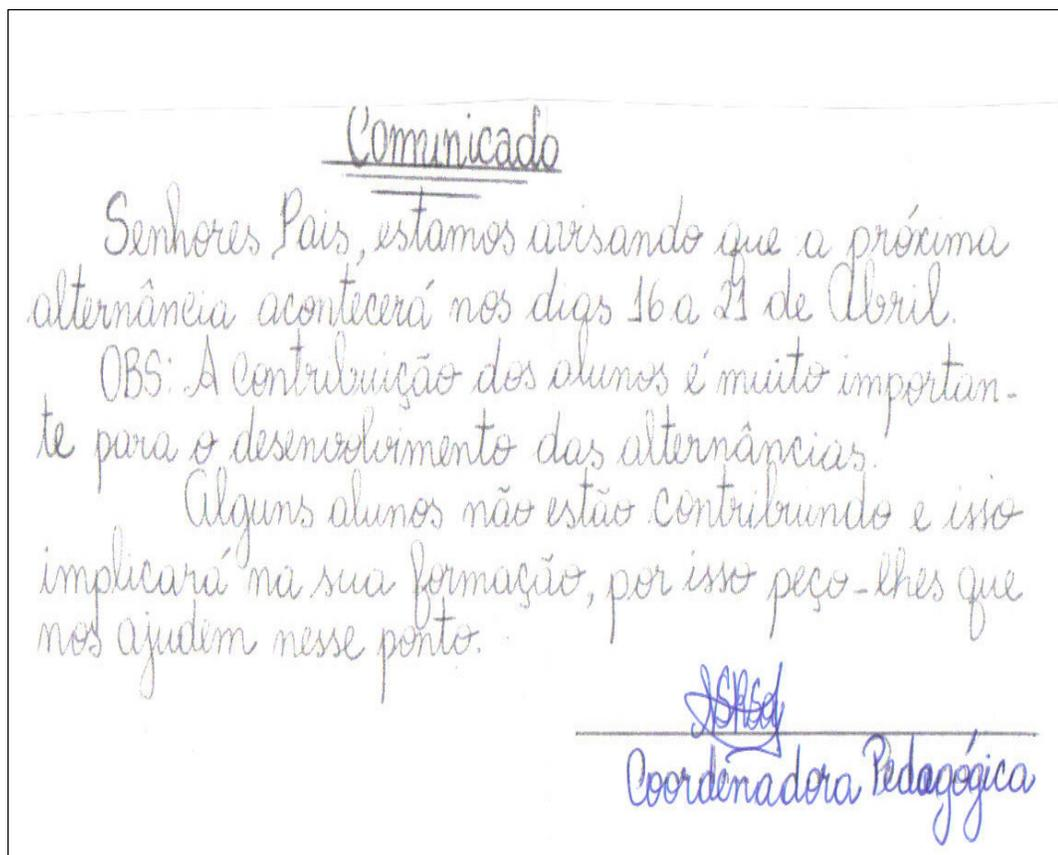 Comunicado
Senhores Pais, estamos avisando que a próxima
alternância acontecerá nos dias 16 a 21 de Abril.
OBS: A Contribuição dos alunos é muito importan-
te para o desenvolvimento das alternâncias.
Alguns alunos não estão contribuindo e isso
implicará na sua formação, por isso peço-lhes que
nos ajudem nesse ponto.
Coordenadora Pedagógica